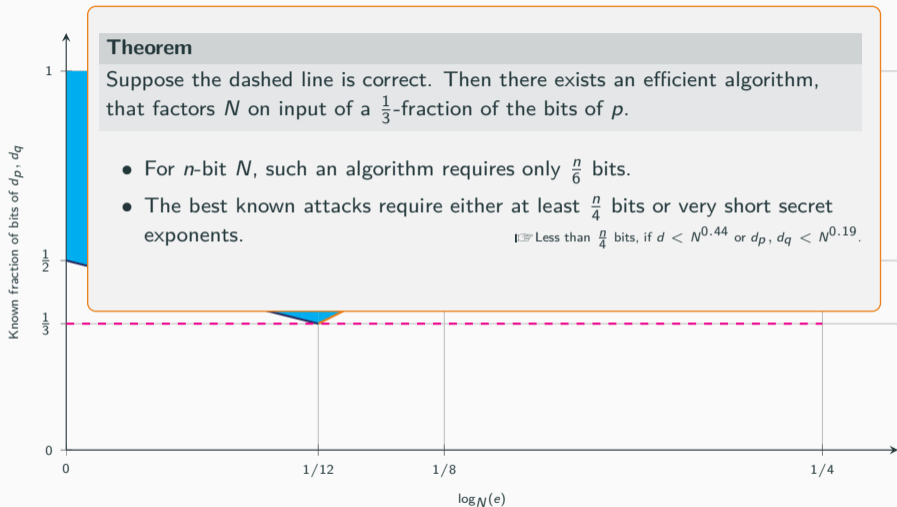 Theorem
Suppose the dashed line is correct. Then there exists an efficient algorithm,
that factors N on input of a 1/3-fraction of the bits of p.
• For n-bit N, such an algorithm requires only n/6 bits.
• The best known attacks require either at least n/4 bits or very short secret
exponents.
☞Less than n/4 bits, if d < N^0.44 or d_p, d_q < N^0.19.
Known fraction of bits of d_p, d_q
1
1/2
1/3
0
0 1/12 1/8 1/4
log_N(e)